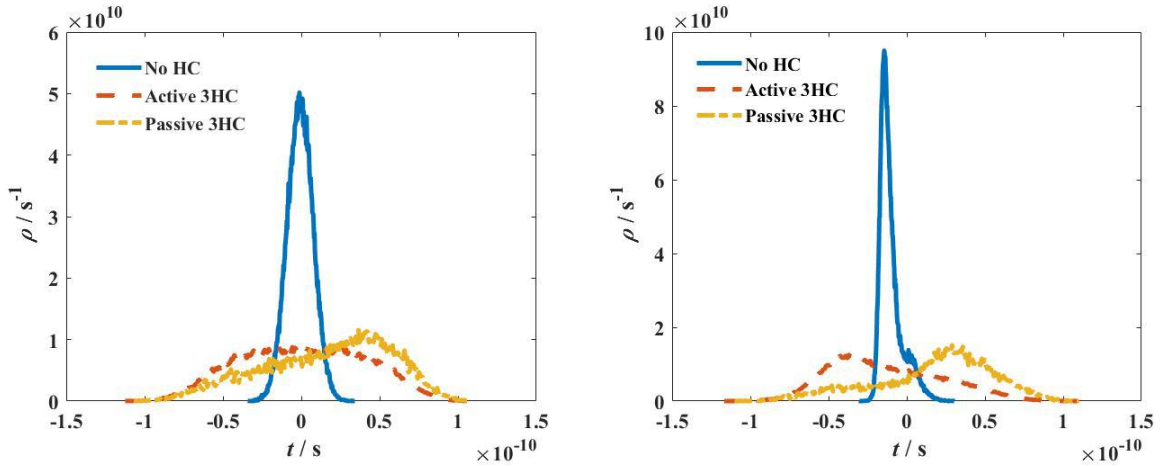 ×10^10
6
5
4
3
2
1
0
ρ / s^-1
No HC
Active 3HC
Passive 3HC
-1.5 -1 -0.5 0 0.5 1 1.5
t / s
×10^-10
×10^10
10
8
6
4
2
0
ρ / s^-1
No HC
Active 3HC
Passive 3HC
-1.5 -1 -0.5 0 0.5 1 1.5
t / s
×10^-10